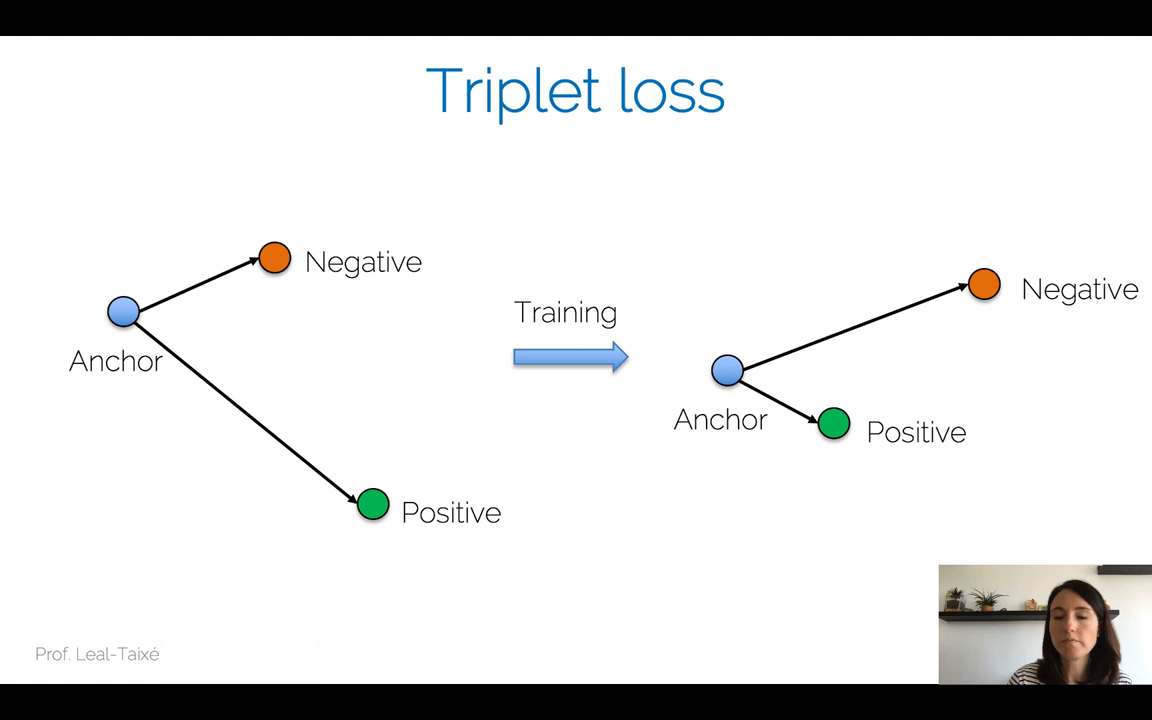 Triplet loss
Negative
Anchor
Positive
Training
Negative
Anchor
Positive
Prof. Leal-Taixé